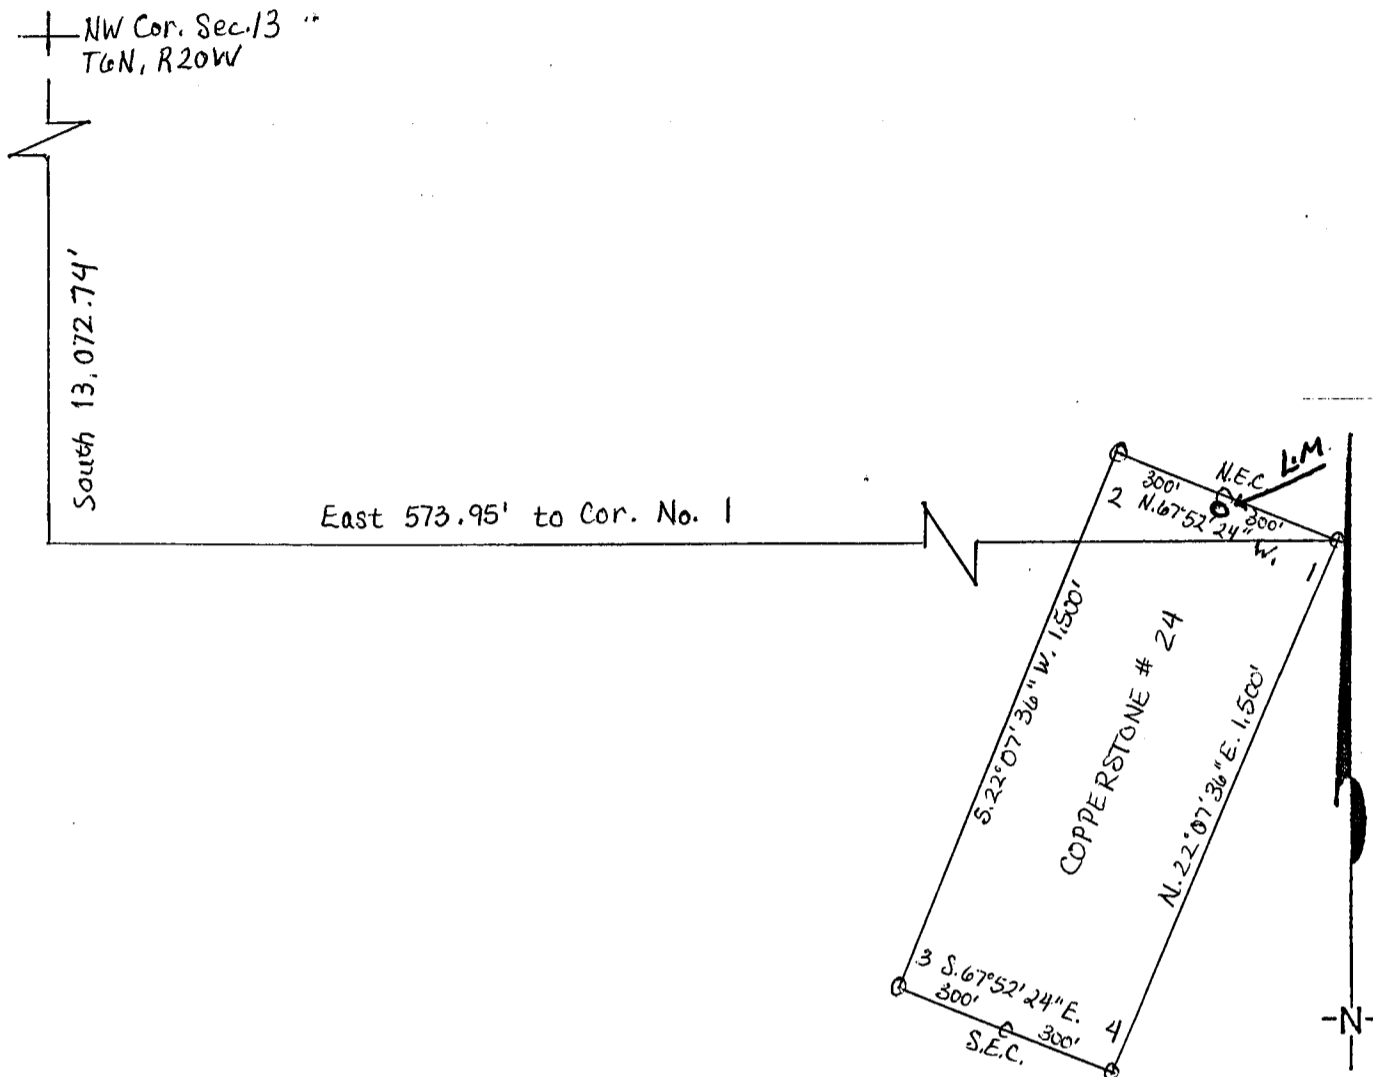 NW Cor. Sec. 13
T6N, R20W
South 13,072.74'
East 573.95' to Cor. No. 1
L.M.
N.E.C.
300'
300'
2
N.67°52'24" W.
1
S.22°07'36" W. 1,500'
COPPERSTONE # 24
N.22°07'36" E. 1,500'
3
S.67°52'24" E.
300'
300'
4
S.E.C.
-N-